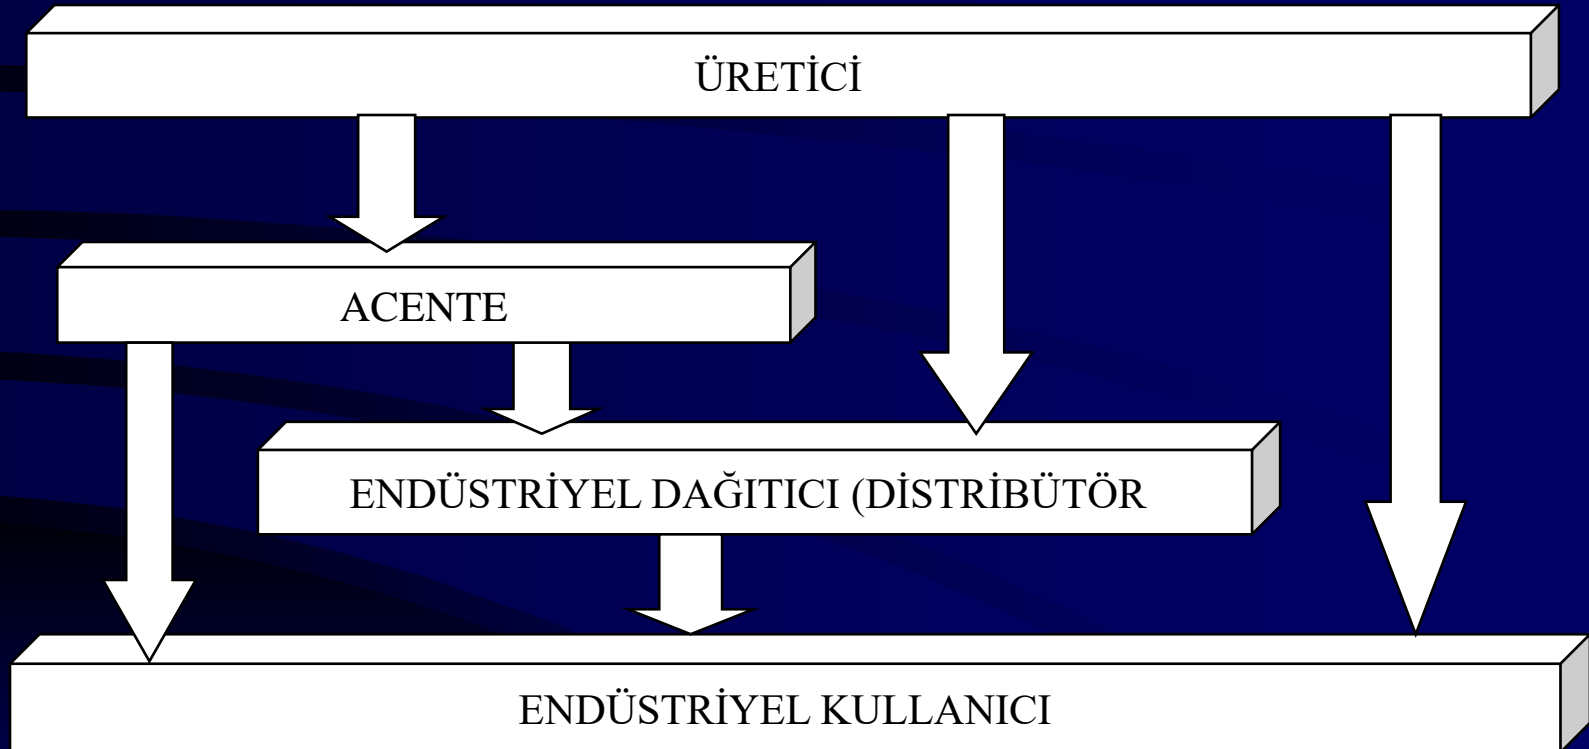 ÜRETİCİ
ACENTE
ENDÜSTRİYEL DAĞITICI (DİSTRİBÜTÖR
ENDÜSTRİYEL KULLANICI